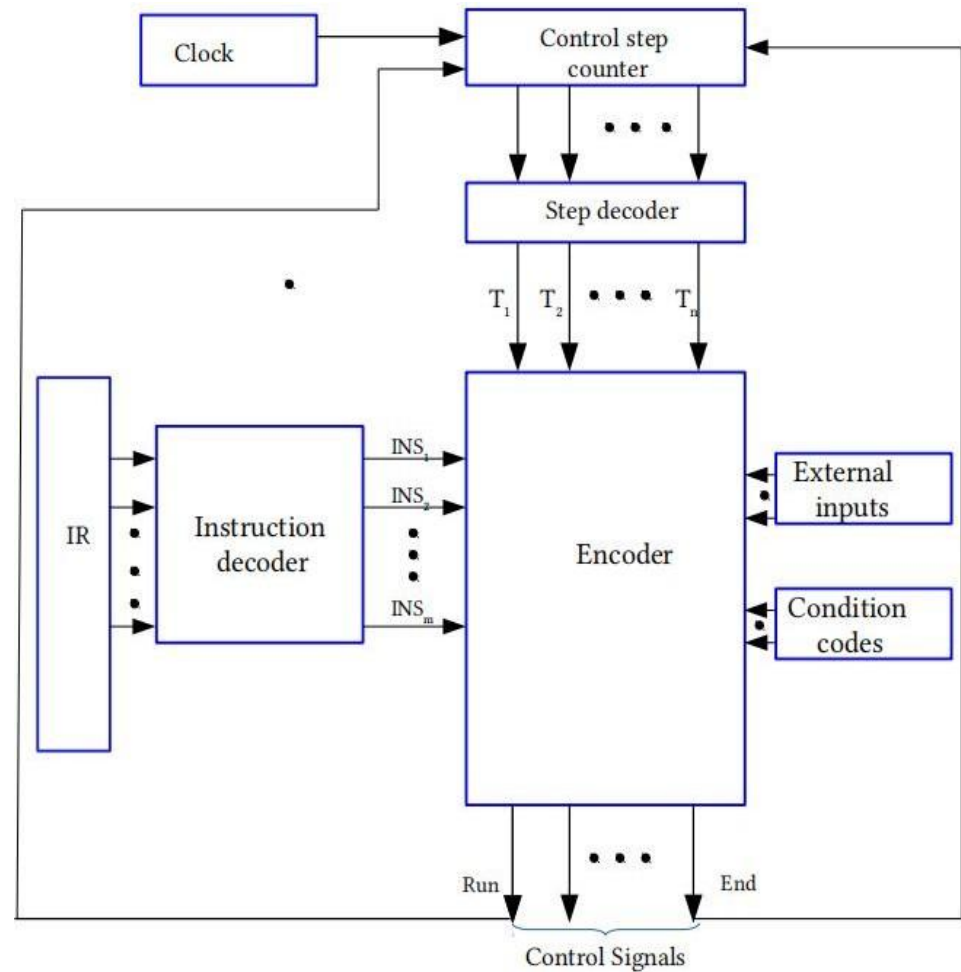 Clock
Control step
counter
Step decoder
T₁
T₂
Tₙ
IR
Instruction
decoder
INS₁
INS₂
INSₘ
Encoder
External
inputs
Condition
codes
Run
End
Control Signals